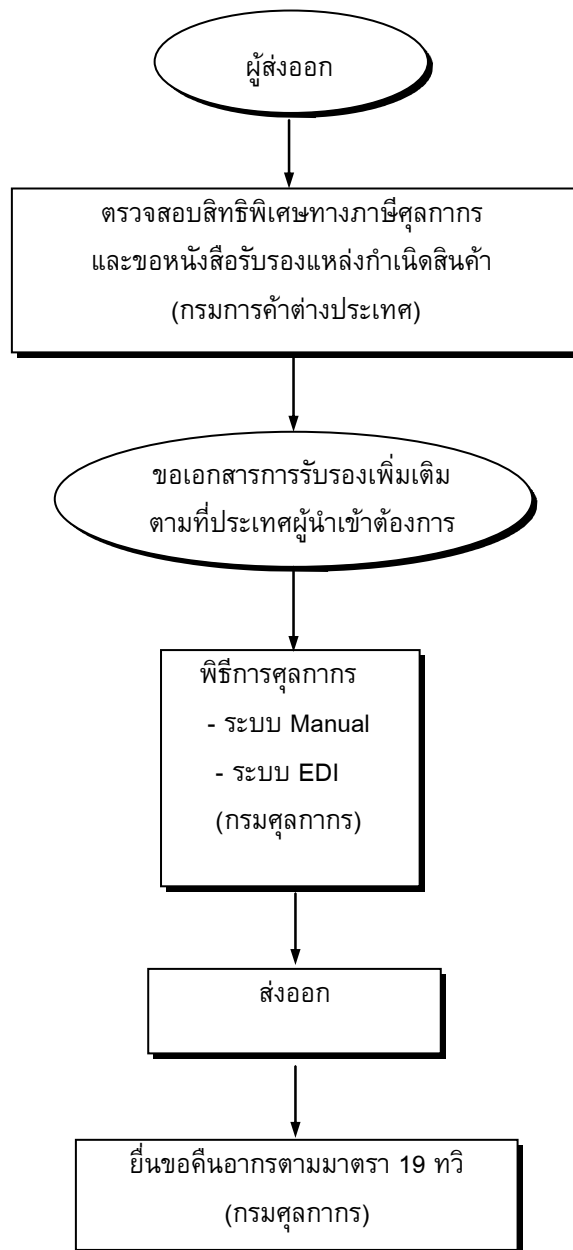 ผู้ส่งออก
ตรวจสอบสิทธิพิเศษทางภาษีศุลกากร
และขอหนังสือรับรองแหล่งกำเนิดสินค้า
(กรมการค้าต่างประเทศ)
ขอเอกสารการรับรองเพิ่มเติม
ตามที่ประเทศผู้นำเข้าต้องการ
พิธีการศุลกากร
- ระบบ Manual
- ระบบ EDI
(กรมศุลกากร)
ส่งออก
ยื่นขอคืนอากรตามมาตรา 19 ทวิ
(กรมศุลกากร)